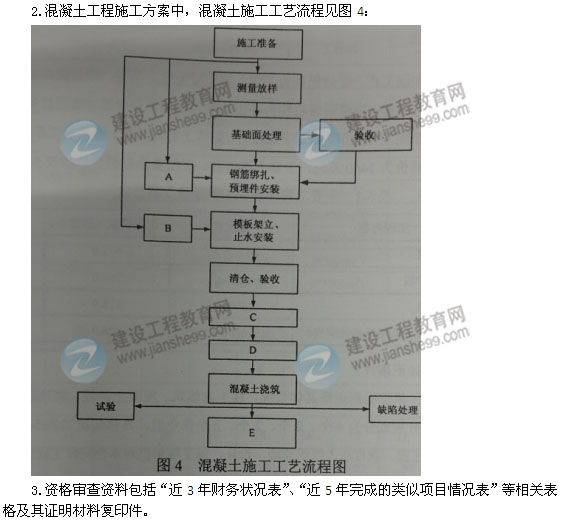 2.混凝土工程施工方案中，混凝土施工工艺流程见图 4：
施工准备
测量放样
基础面处理
验收
A
钢筋绑扎、
预埋件安装
B
模板架立、
止水安装
清仓、验收
C
D
混凝土浇筑
试验
缺陷处理
E
图4 混凝土施工工艺流程图
建设工程教育网
www.jianshe99.com
建设工程教育网
www.jianshe99.com
建设工程教育网
www.jianshe99.com
建设工程教育网
www.jianshe99.com
3.资格审查资料包括“近 3 年财务状况表”、“近 5 年完成的类似项目情况表”等相关表
格及其证明材料复印件。